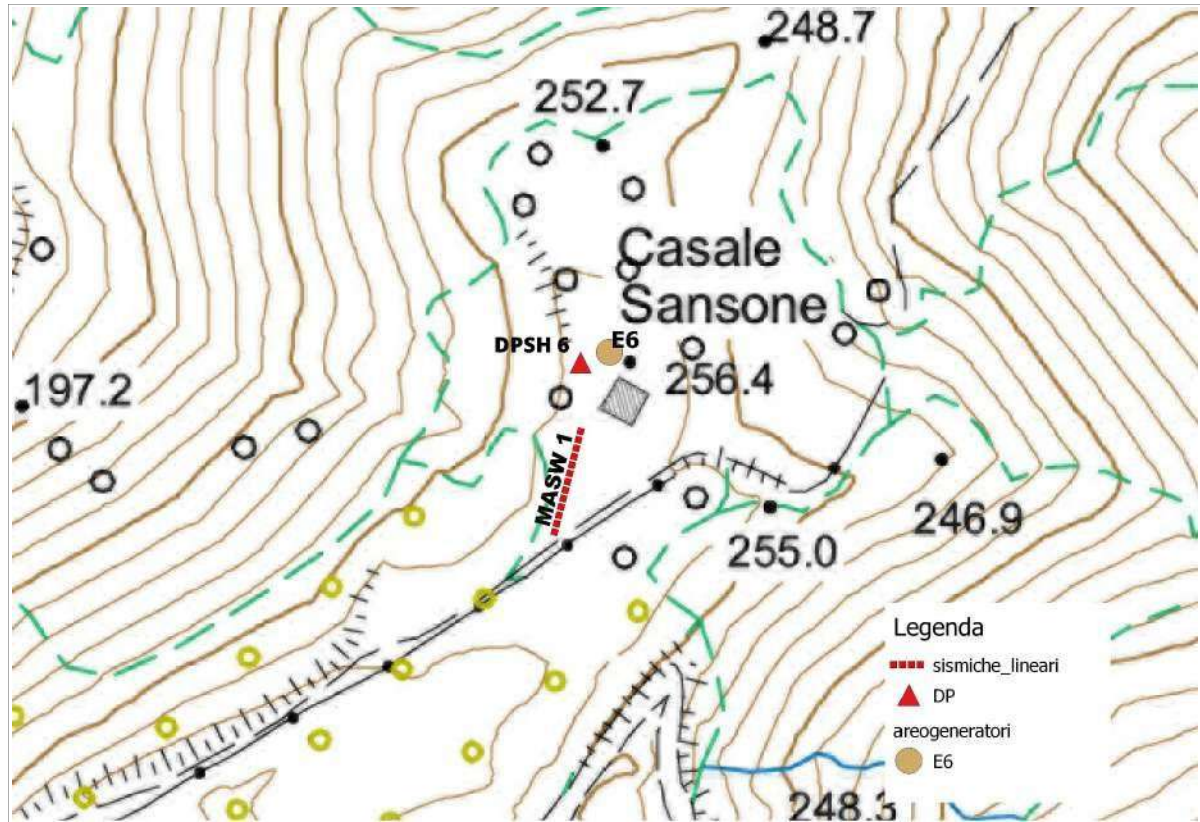 248.7
252.7
Casale
Sansone
DPSH 6
E6
256.4
197.2
MASW 1
246.9
255.0
Legenda
sismiche_lineari
DP
areogeneratori
E6
248.3